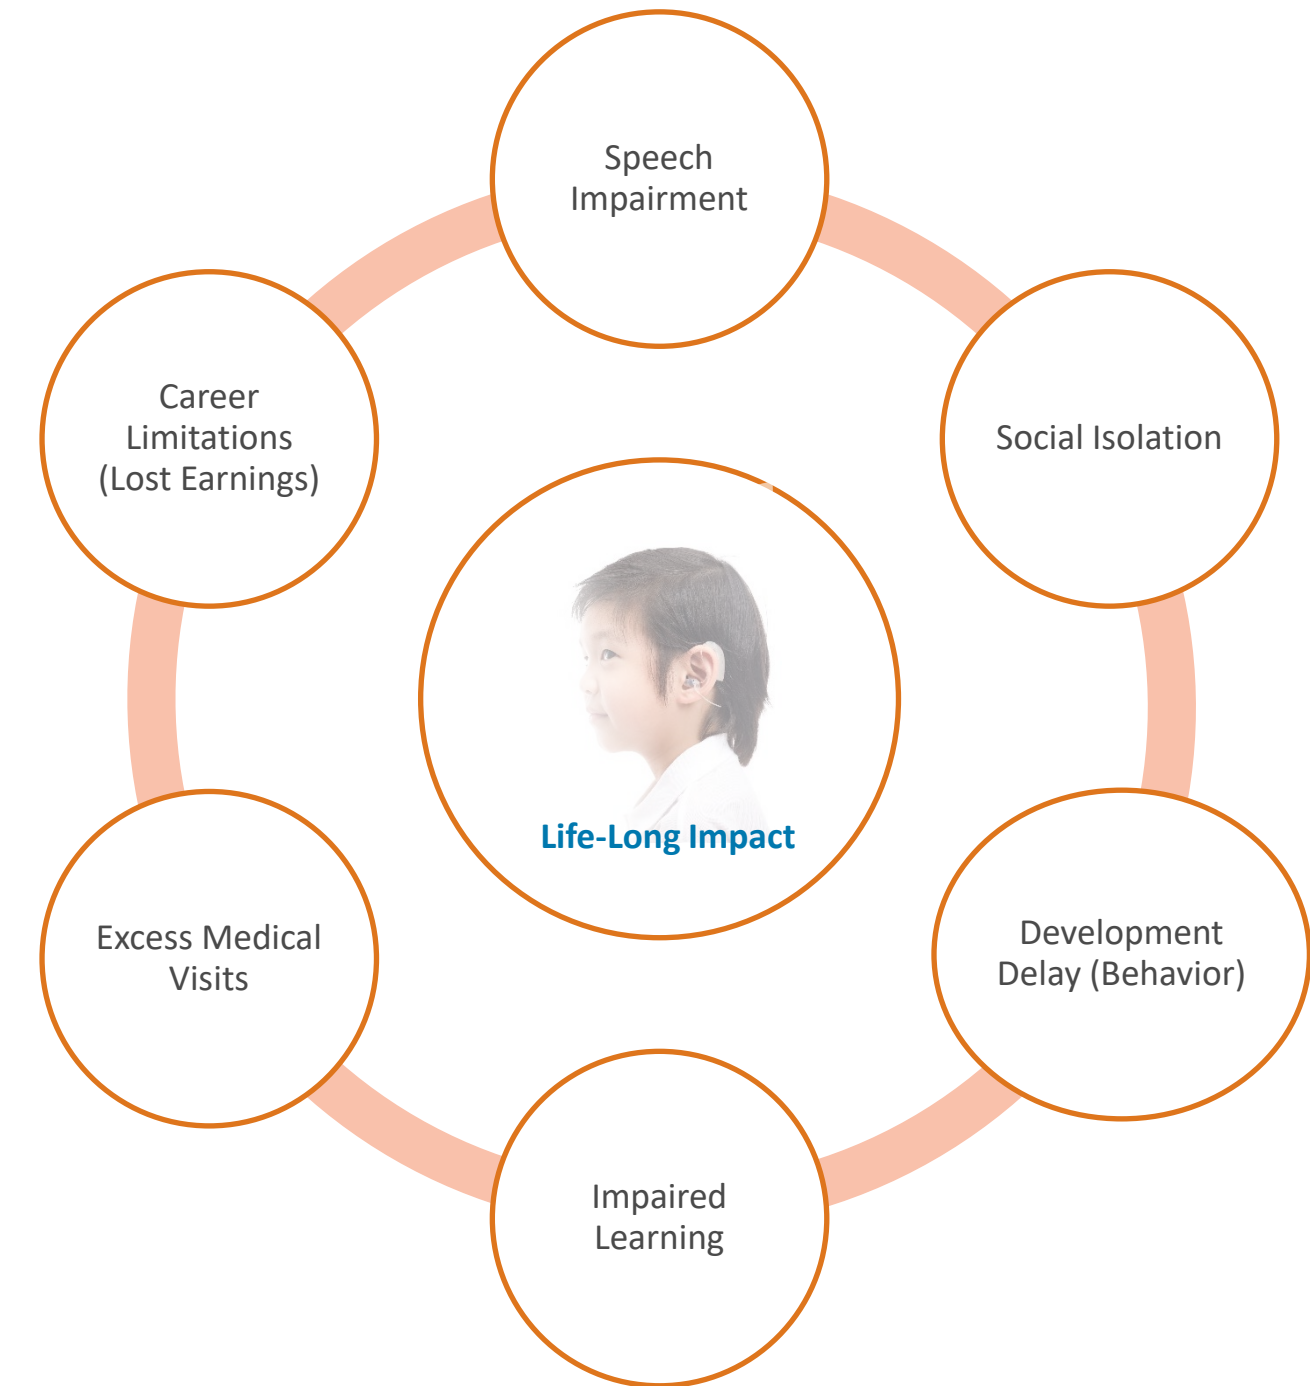 Speech
Impairment
Career
Limitations
(Lost Earnings)
Social Isolation
Life-Long Impact
Excess Medical
Visits
Development
Delay (Behavior)
Impaired
Learning